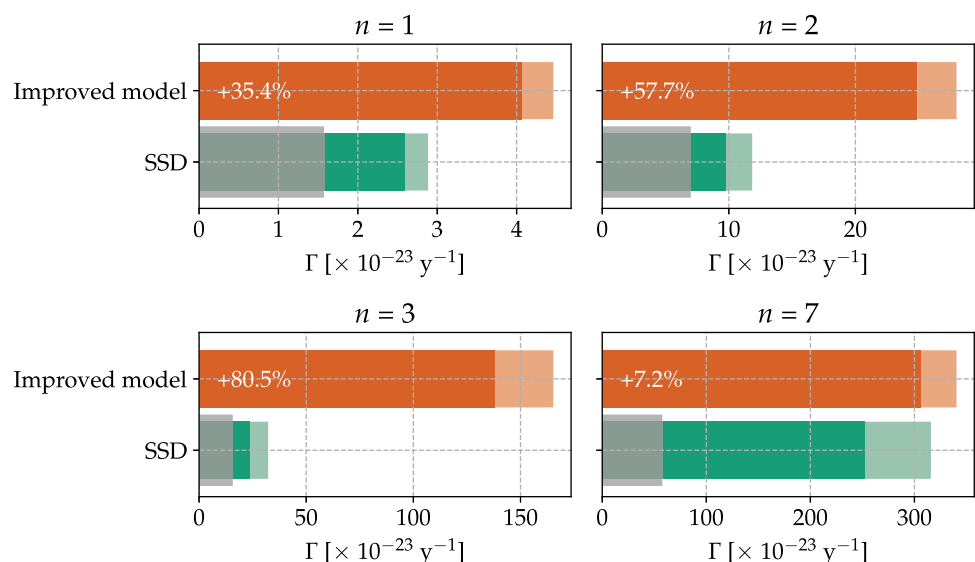 n = 1
n = 2
Improved model
+35.4%
+57.7%
SSD
0 1 2 3 4
0 10 20
Γ [× 10⁻²³ y⁻¹]
Γ [× 10⁻²³ y⁻¹]
n = 3
n = 7
Improved model
+80.5%
+7.2%
SSD
0 50 100 150
0 100 200 300
Γ [× 10⁻²³ y⁻¹]
Γ [× 10⁻²³ y⁻¹]